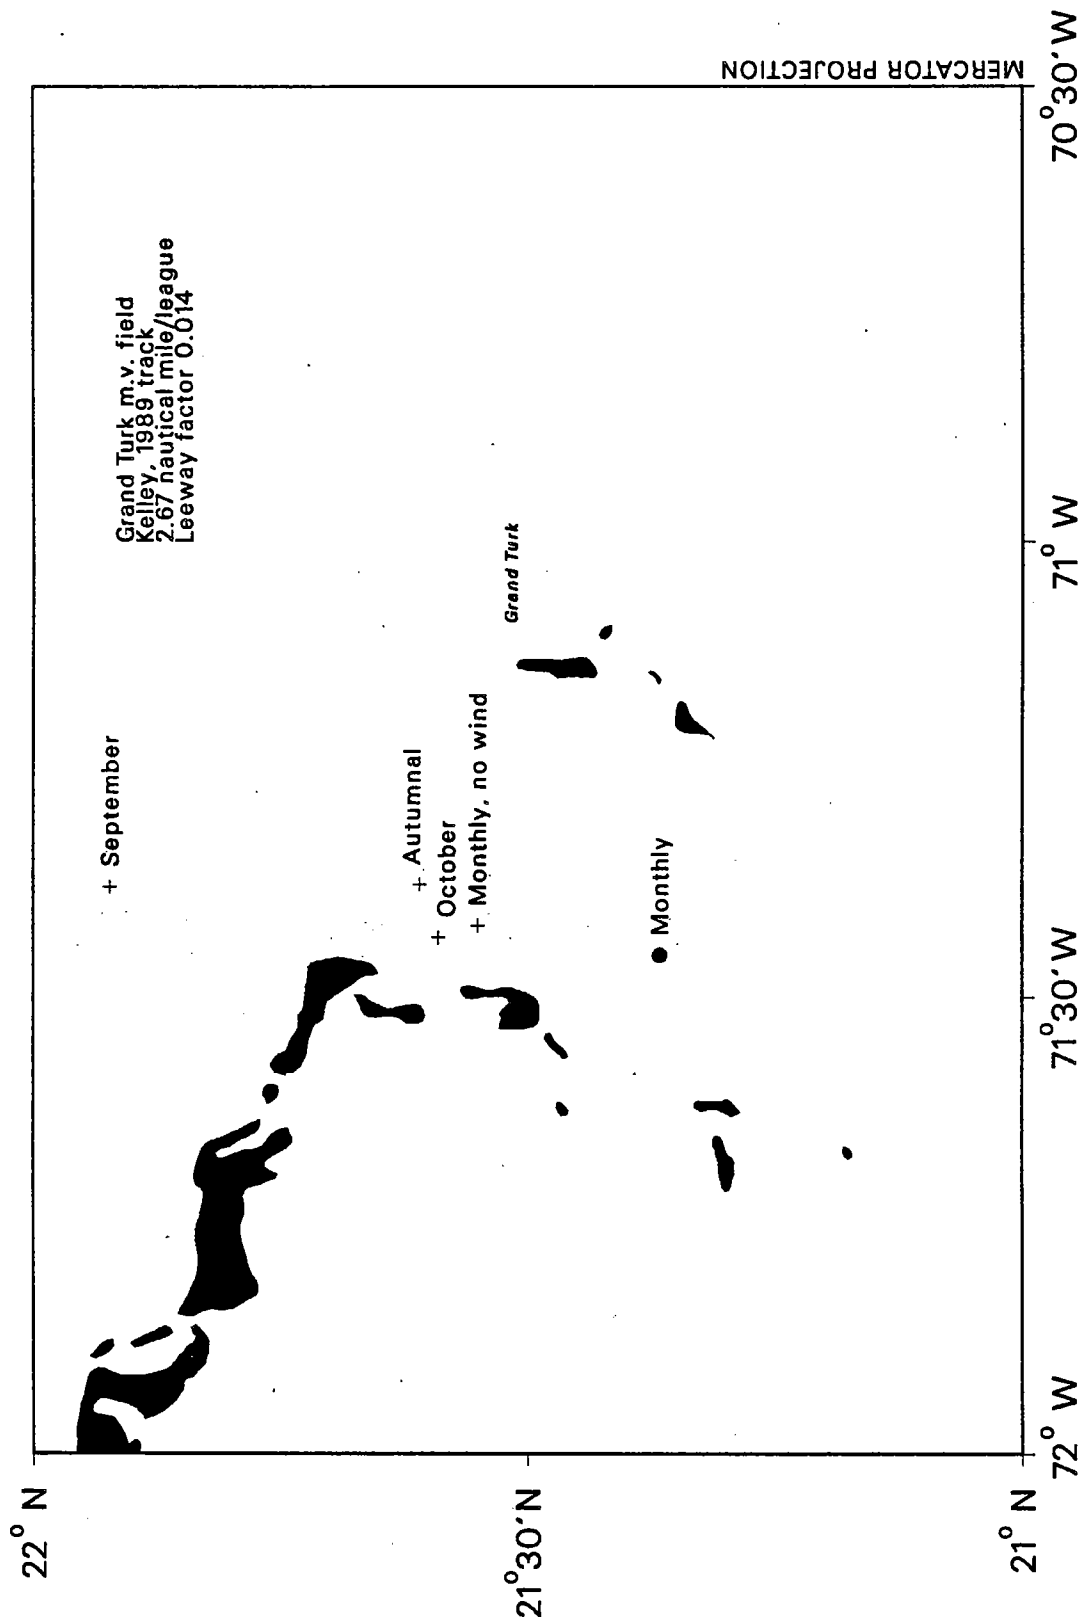 Grand Turk m.v. field
Kelley, 1989 track
2.67 nautical mile/league
Leeway factor 0.014
+ September
+ Autumnal
+ October
+ Monthly, no wind
Grand Turk
Monthly
22° N
21°30'N
21° N
72° W
71°30'W
71° W
70°30'W
MERCATOR PROJECTION